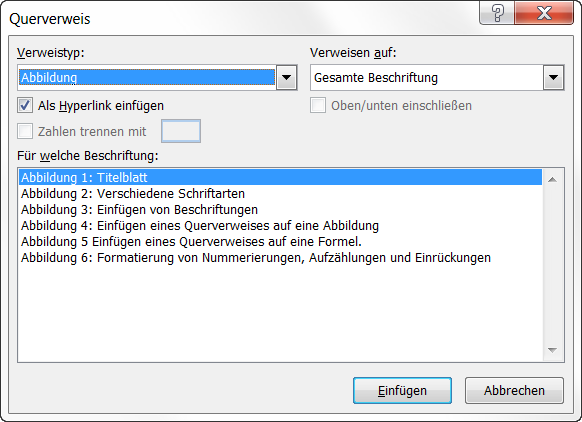 Querverweis
Verweistyp:
Verweisen auf:
Abbildung
Gesamte Beschriftung
Als Hyperlink einfügen
Oben/unten einschließen
Zahlen trennen mit
Für welche Beschriftung:
Abbildung 1: Titelblatt
Abbildung 2: Verschiedene Schriftarten
Abbildung 3: Einfügen von Beschriftungen
Abbildung 4: Einfügen eines Querverweises auf eine Abbildung
Abbildung 5 Einfügen eines Querverweises auf eine Formel.
Abbildung 6: Formatierung von Nummerierungen, Aufzählungen und Einrückungen
Einfügen
Abbrechen